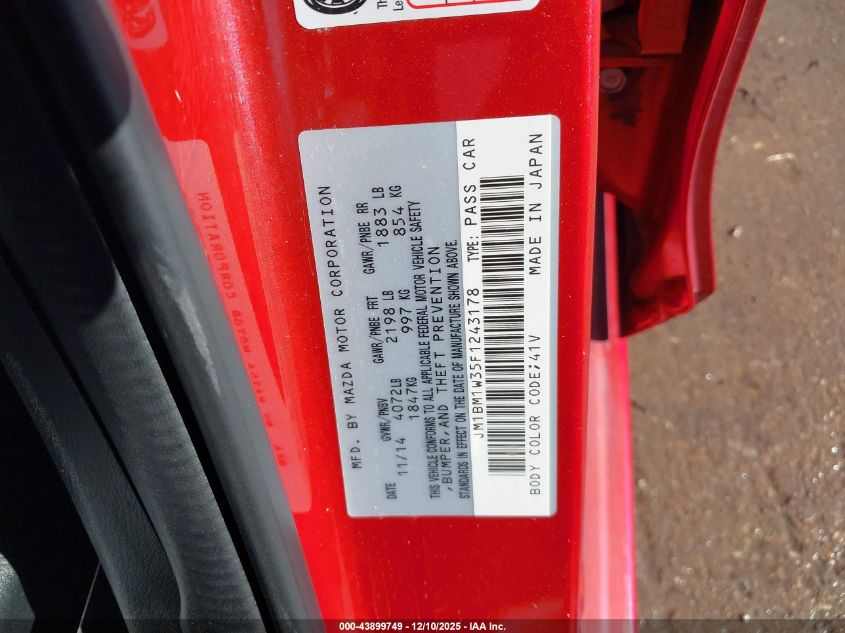 TH
Le
MFD. BY MAZDA MOTOR CORPORATION
GVWR/PNBV GAWR/PNBE FRT GAWR/PNBE RR
DATE 11/14 4072LB 2198 LB 1883 LB
1847KG 997 KG 854 KG
THIS VEHICLE CONFORMS TO ALL APPLICABLE FEDERAL MOTOR VEHICLE SAFETY
,BUMPER,AND THEFT PREVENTION
STANDARDS IN EFFECT ON THE DATE OF MANUFACTURE SHOWN ABOVE.
JM1BM1W35F1243178 TYPE: PASS CAR
BODY COLOR CODE;41V MADE IN JAPAN
000-43899749 - 12/10/2025 - IAA Inc.